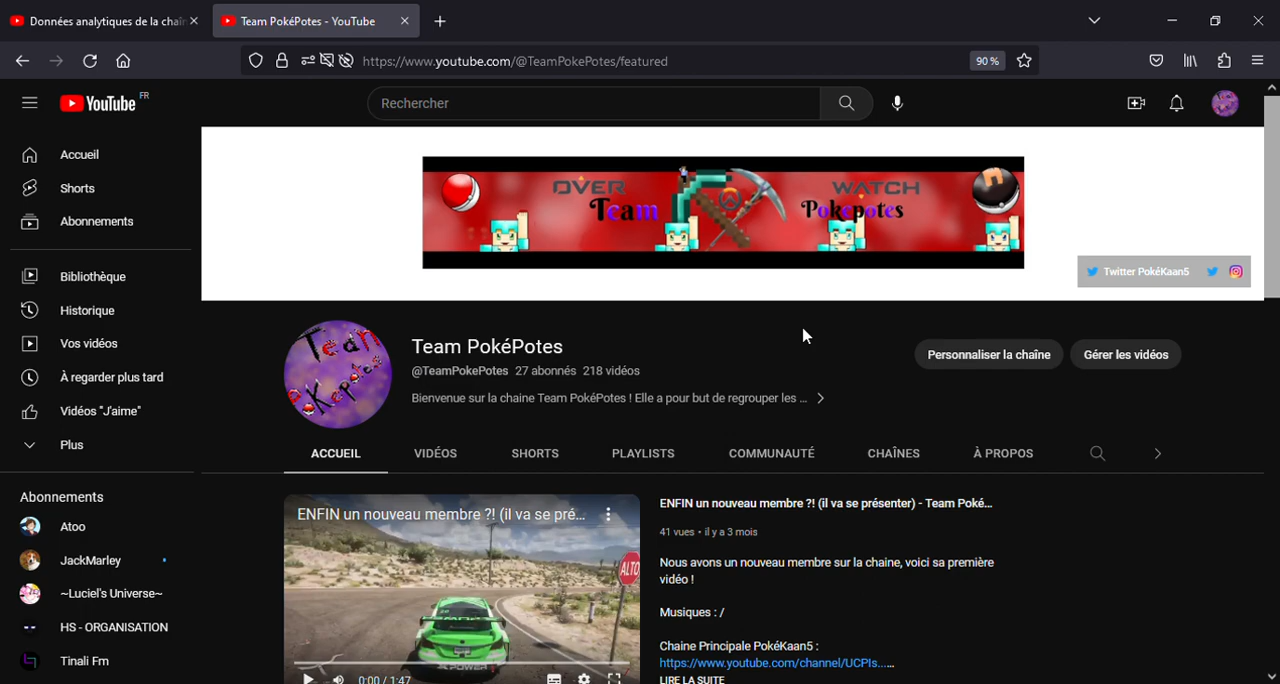 Données analytiques de la chaîn
Team PokéPotes - YouTube
https://www.youtube.com/@TeamPokePotes/featured
90 %
YouTube FR
Rechercher
Accueil
Shorts
Abonnements
Bibliothèque
Historique
Vos vidéos
À regarder plus tard
Vidéos "J'aime"
Plus
Abonnements
Atoo
JackMarley
~Luciel's Universe~
HS - ORGANISATION
Tinali Fm
OVER WATCH
Team Pokepotes
Twitter PokéKaan5
Team PokéPotes
@TeamPokePotes 27 abonnés 218 vidéos
Bienvenue sur la chaine Team PokéPotes ! Elle a pour but de regrouper les ...
Personnaliser la chaîne
Gérer les vidéos
ACCUEIL VIDÉOS SHORTS PLAYLISTS COMMUNAUTÉ CHAÎNES À PROPOS
ENFIN un nouveau membre ?! (il va se pré...
ALTO
XPOWER
0:00 / 1:47
ENFIN un nouveau membre ?! (il va se présenter) - Team Poké...
41 vues • il y a 3 mois
Nous avons un nouveau membre sur la chaine, voici sa première
vidéo !
Musiques : /
Chaine Principale PokéKaan5 :
https://www.youtube.com/channel/UCPIs......
LIRE LA SUITE